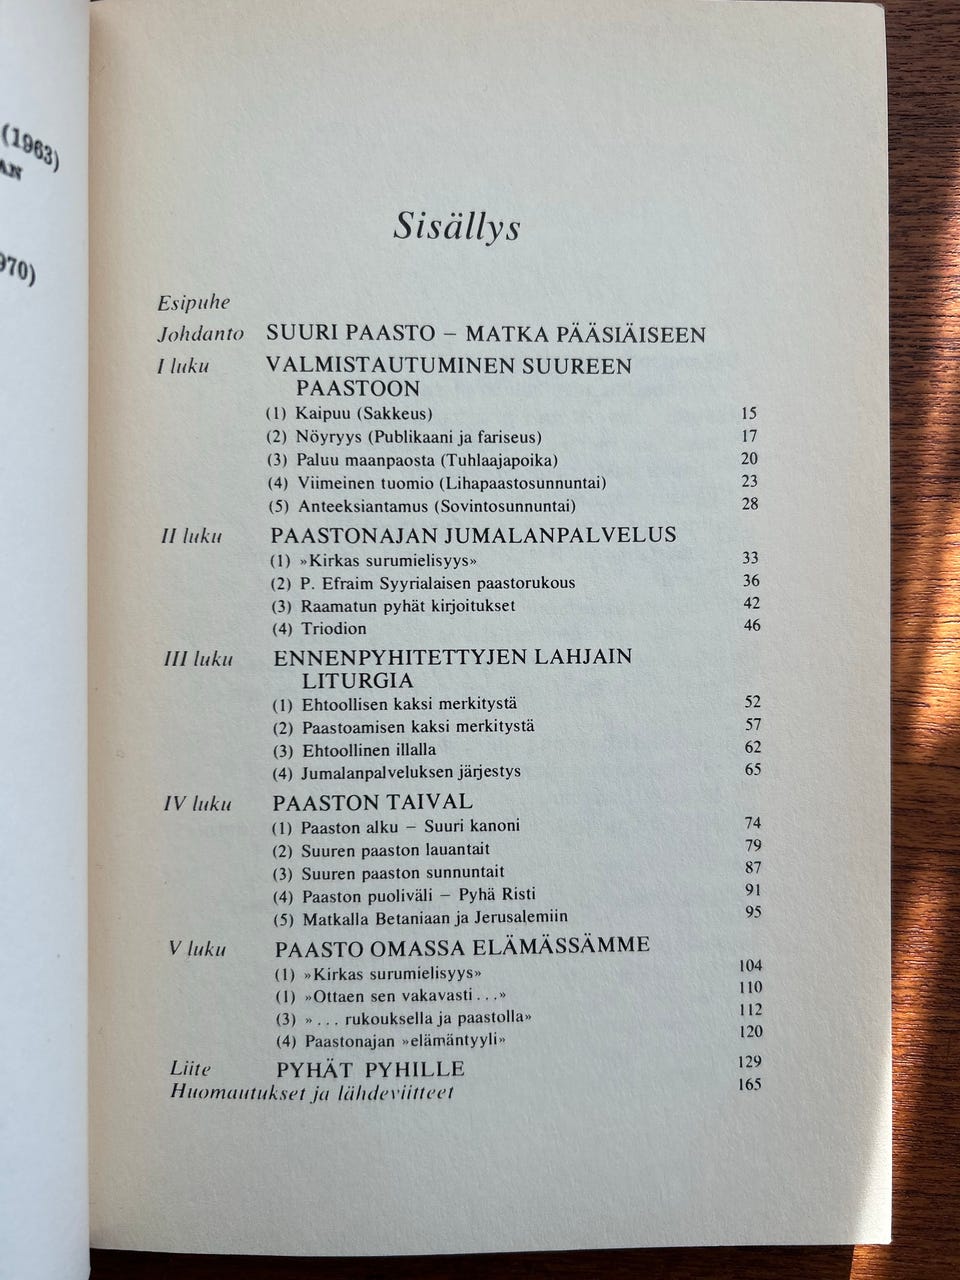 (1963)
AN
970)
Sisällys
Esipuhe
Johdanto SUURI PAASTO – MATKA PÄÄSIÄISEEN
I luku VALMISTAUTUMINEN SUUREEN
PAASTOON
(1) Kaipuu (Sakkeus) 15
(2) Nöyryys (Publikaani ja fariseus) 17
(3) Paluu maanpaosta (Tuhlaajapoika) 20
(4) Viimeinen tuomio (Lihapaastosunnuntai) 23
(5) Anteeksiantamus (Sovintosunnuntai) 28
II luku PAASTONAJAN JUMALANPALVELUS
(1) »Kirkas surumielisyys» 33
(2) P. Efraim Syyrialaisen paastorukous 36
(3) Raamatun pyhät kirjoitukset 42
(4) Triodion 46
III luku ENNENPYHITETTYJEN LAHJAIN
LITURGIA
(1) Ehtoollisen kaksi merkitystä 52
(2) Paastoamisen kaksi merkitystä 57
(3) Ehtoollinen illalla 62
(4) Jumalanpalveluksen järjestys 65
IV luku PAASTON TAIVAL
(1) Paaston alku – Suuri kanoni 74
(2) Suuren paaston lauantait 79
(3) Suuren paaston sunnuntait 87
(4) Paaston puoliväli – Pyhä Risti 91
(5) Matkalla Betaniaan ja Jerusalemiin 95
V luku PAASTO OMASSA ELÄMÄSSÄMME
(1) »Kirkas surumielisyys» 104
(1) »Ottaen sen vakavasti . . .» 110
(3) » . . . rukouksella ja paastolla» 112
(4) Paastonajan »elämäntyyli» 120
Liite PYHÄT PYHILLE 129
Huomautukset ja lähdeviitteet 165